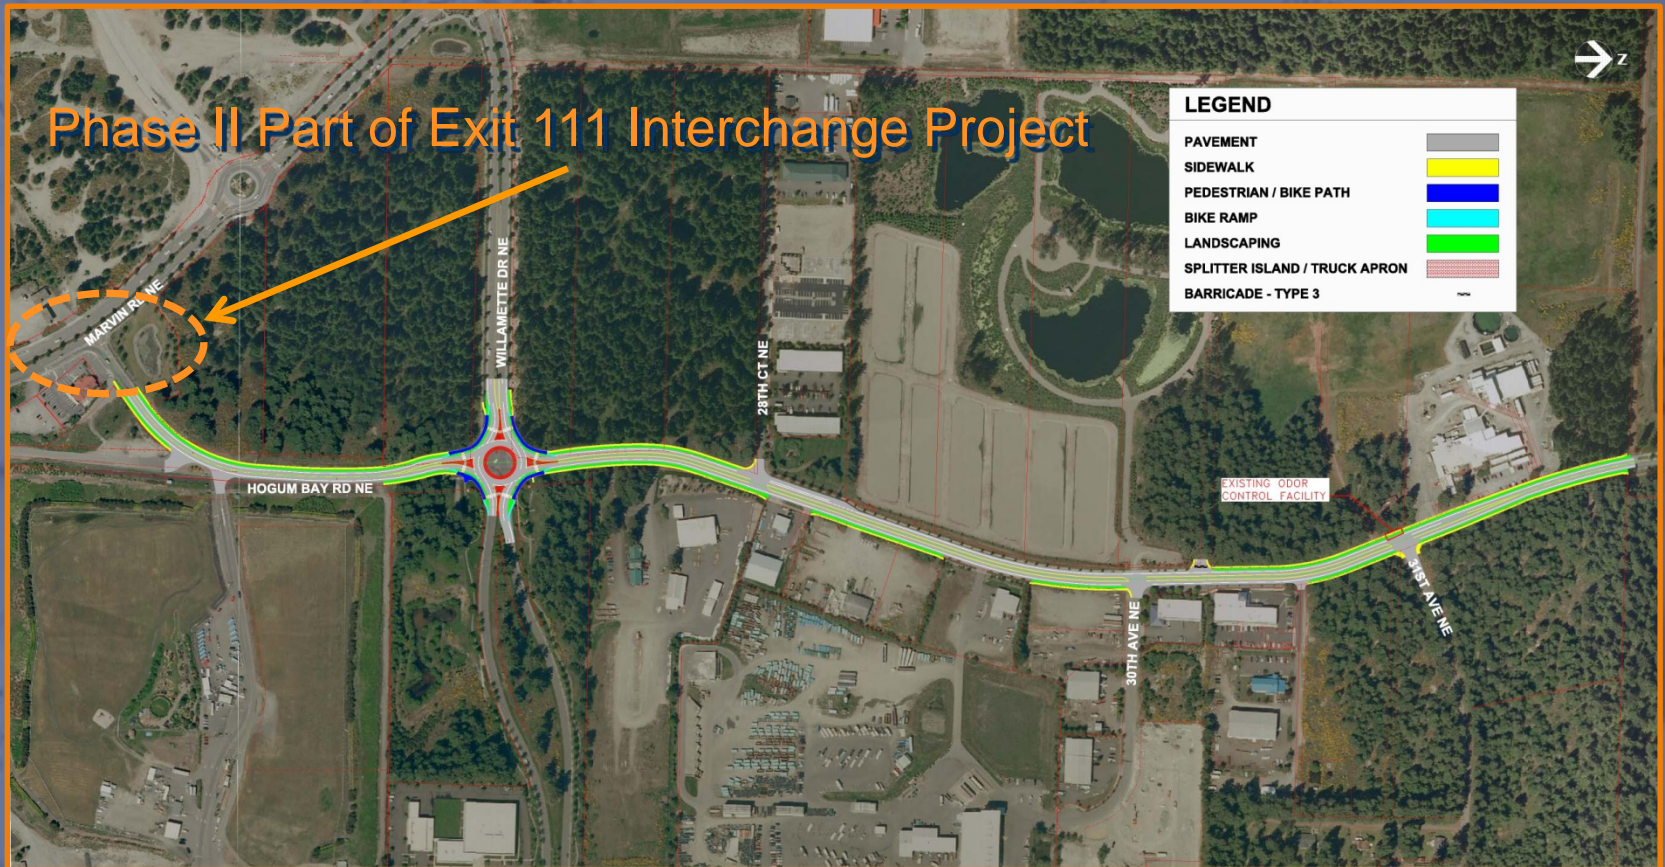 Phase II Part of Exit 111 Interchange Project
Z
LEGEND
PAVEMENT
SIDEWALK
PEDESTRIAN / BIKE PATH
BIKE RAMP
LANDSCAPING
SPLITTER ISLAND / TRUCK APRON
BARRICADE - TYPE 3
MARVIN RD NE
WILLAMETTE DR NE
28TH CT NE
HOGUM BAY RD NE
EXISTING ODOR
CONTROL FACILITY
31ST AVE NE
30TH AVE NE